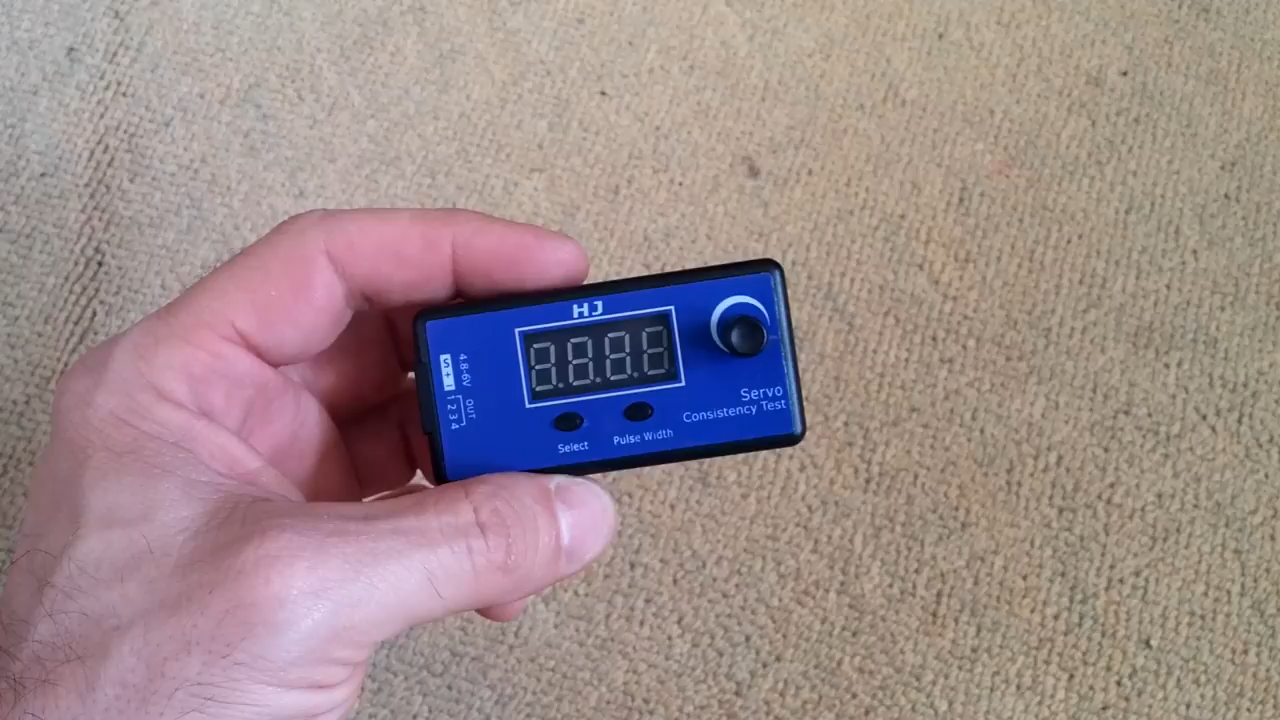 HJ
4.8-6V
S + -
OUT
1 2 3 4
Select
Pulse Width
Servo
Consistency Test